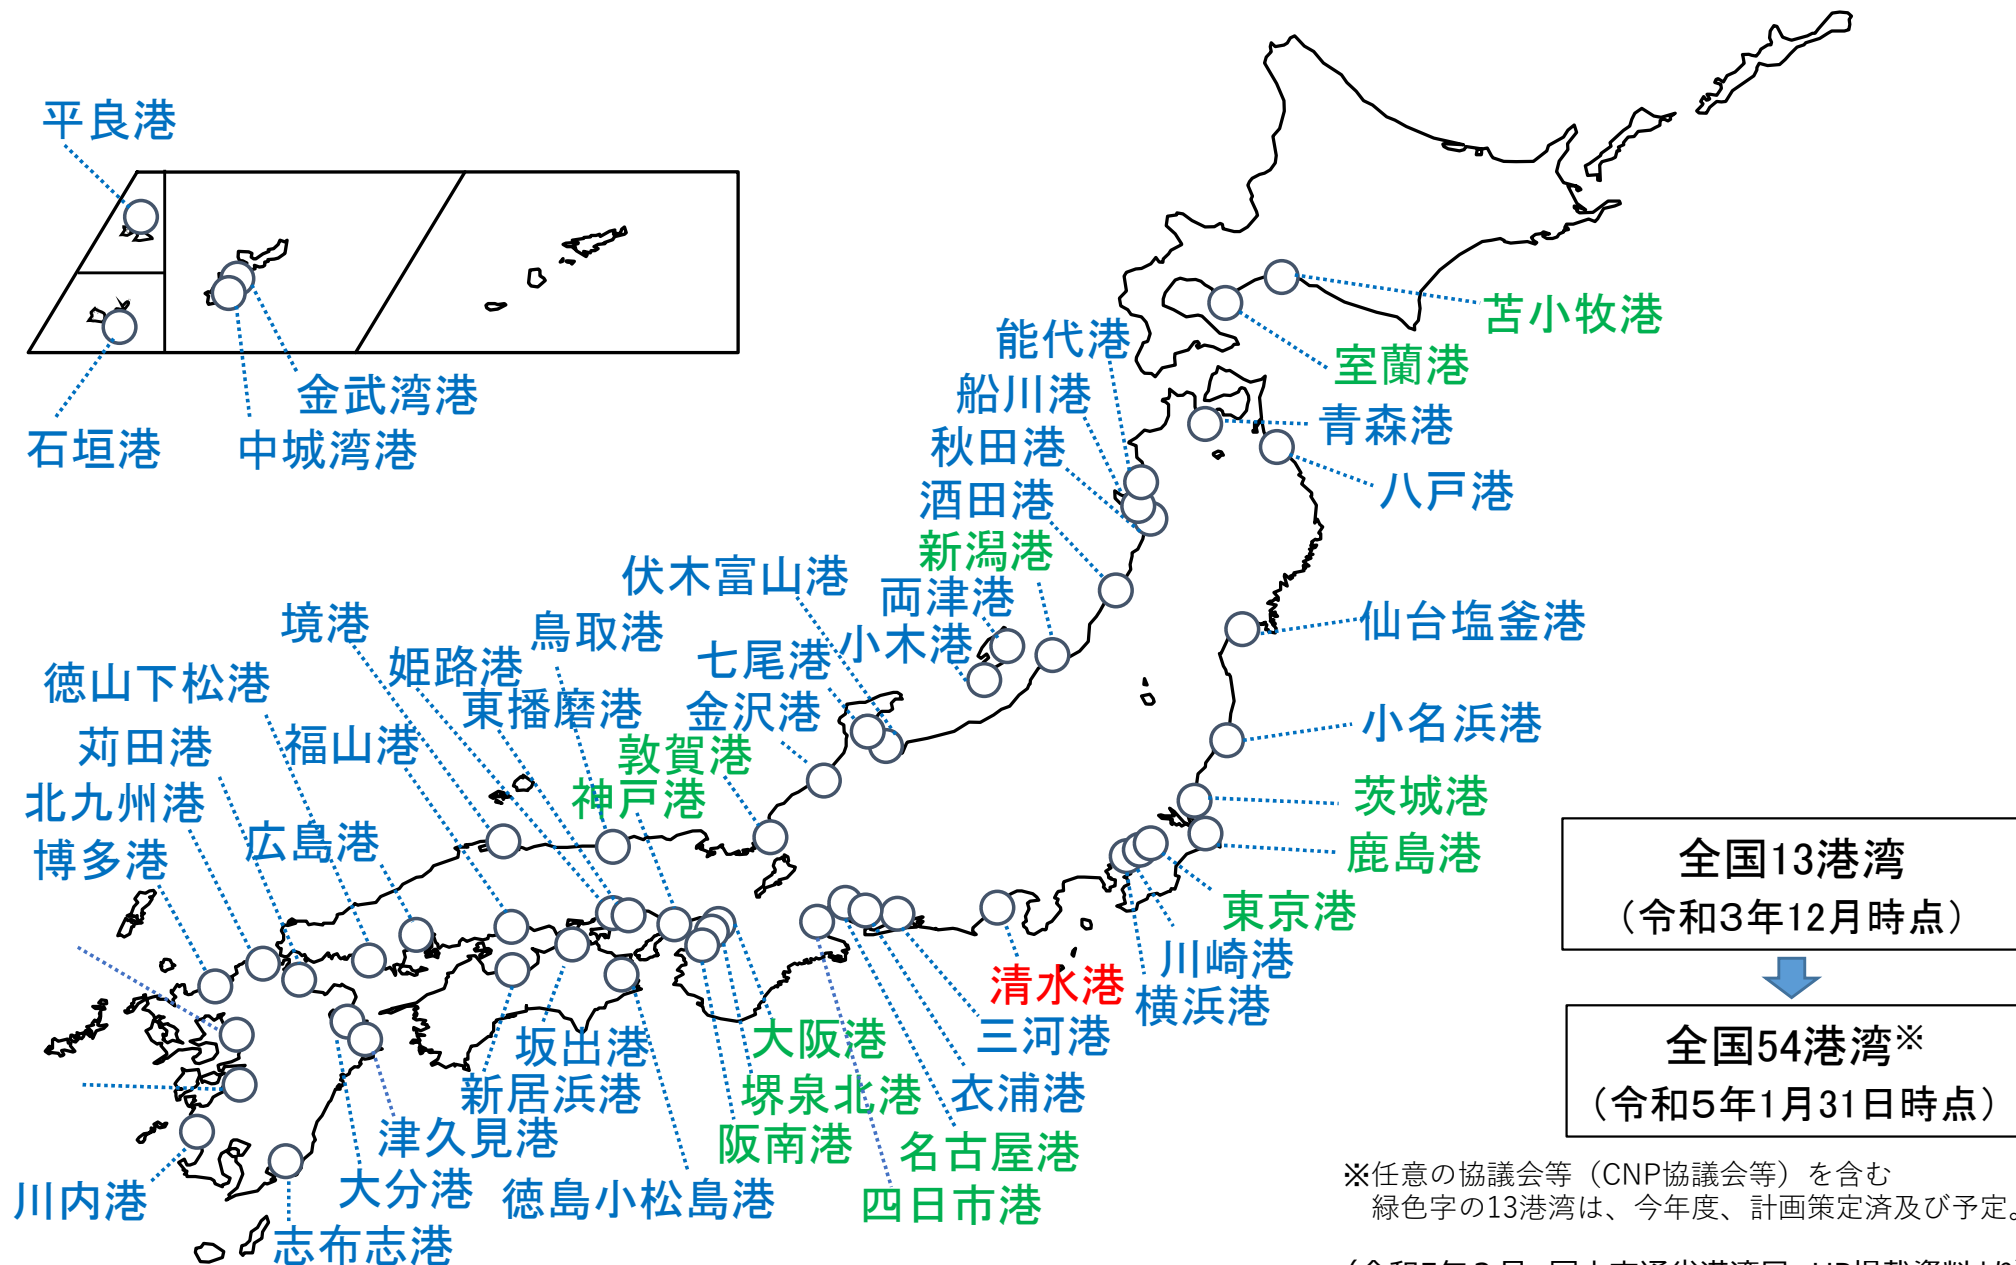 平良港
金武湾港
石垣港
中城湾港
苫小牧港
室蘭港
能代港
船川港
青森港
秋田港
八戸港
酒田港
新潟港
伏木富山港
両津港
仙台塩釜港
境港
鳥取港
小木港
姫路港
七尾港
徳山下松港
東播磨港
金沢港
小名浜港
苅田港
福山港
敦賀港
神戸港
茨城港
北九州港
広島港
鹿島港
博多港
東京港
川崎港
清水港
横浜港
三河港
大阪港
坂出港
新居浜港
堺泉北港
衣浦港
津久見港
阪南港
名古屋港
大分港
徳島小松島港
四日市港
川内港
志布志港
全国13港湾
（令和3年12月時点）
全国54港湾※
（令和5年1月31日時点）
※任意の協議会等（CNP協議会等）を含む
緑色字の13港湾は、今年度、計画策定済及び予定。